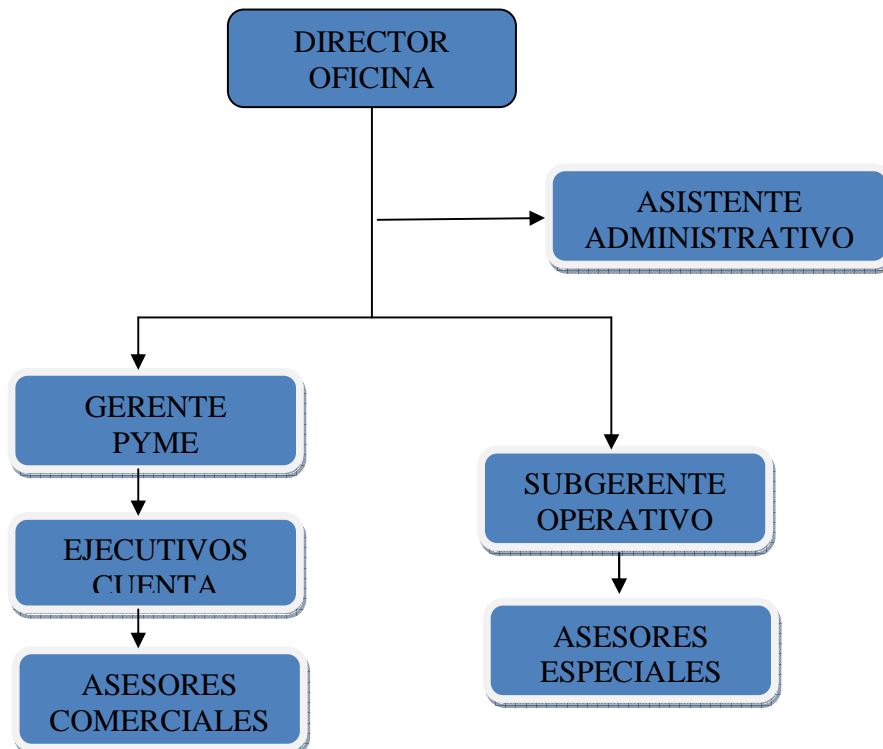 DIRECTOR
OFICINA
ASISTENTE
ADMINISTRATIVO
GERENTE
PYME
SUBGERENTE
OPERATIVO
EJECUTIVOS
CUENTA
ASESORES
ESPECIALES
ASESORES
COMERCIALES